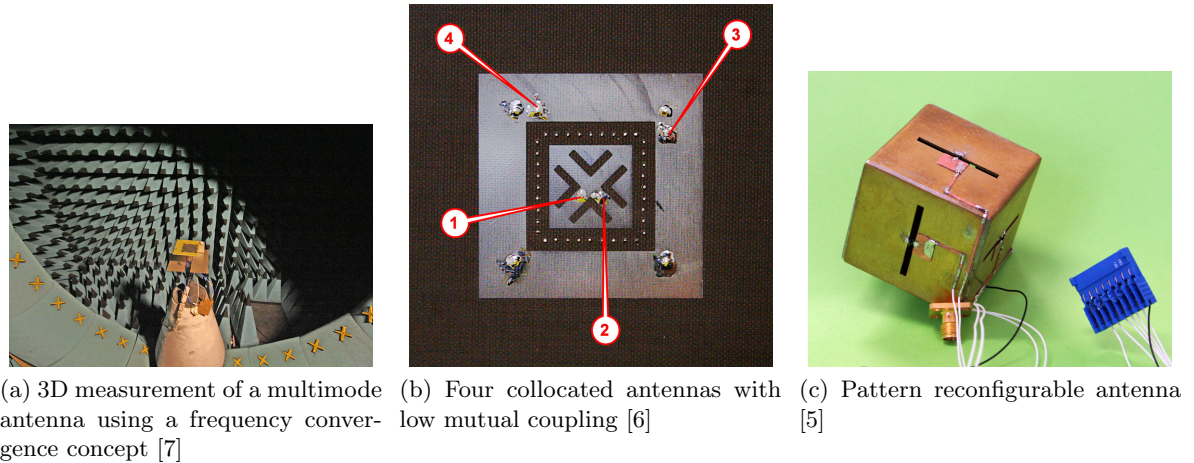 4
3
1
2
(a) 3D measurement of a multimode
antenna using a frequency conver-
gence concept [7]
(b) Four collocated antennas with
low mutual coupling [6]
(c) Pattern reconfigurable antenna
[5]